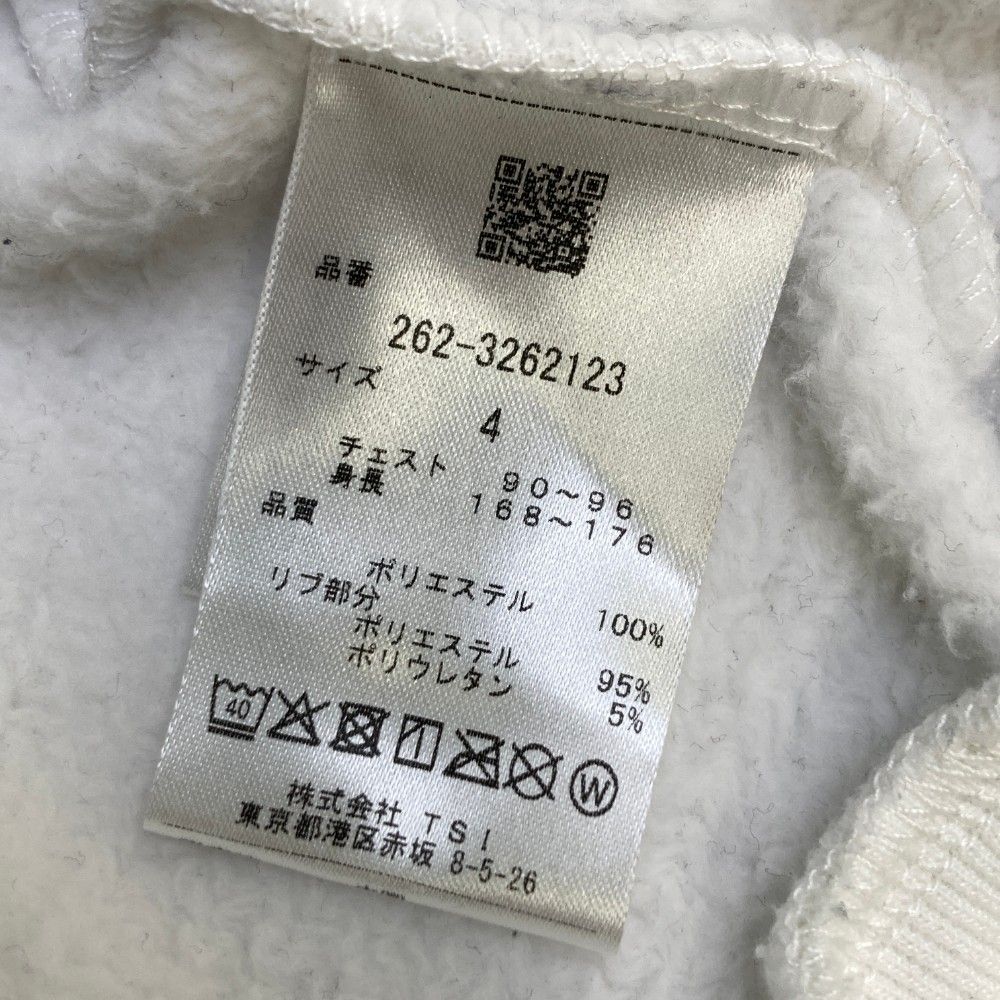 品番
262-3262123
サイズ
4
チェスト 90～96
身長 168～176
品質
ポリエステル 100%
リブ部分
ポリエステル 95%
ポリウレタン 5%
40
W
株式会社 TSI
東京都港区赤坂 8-5-26